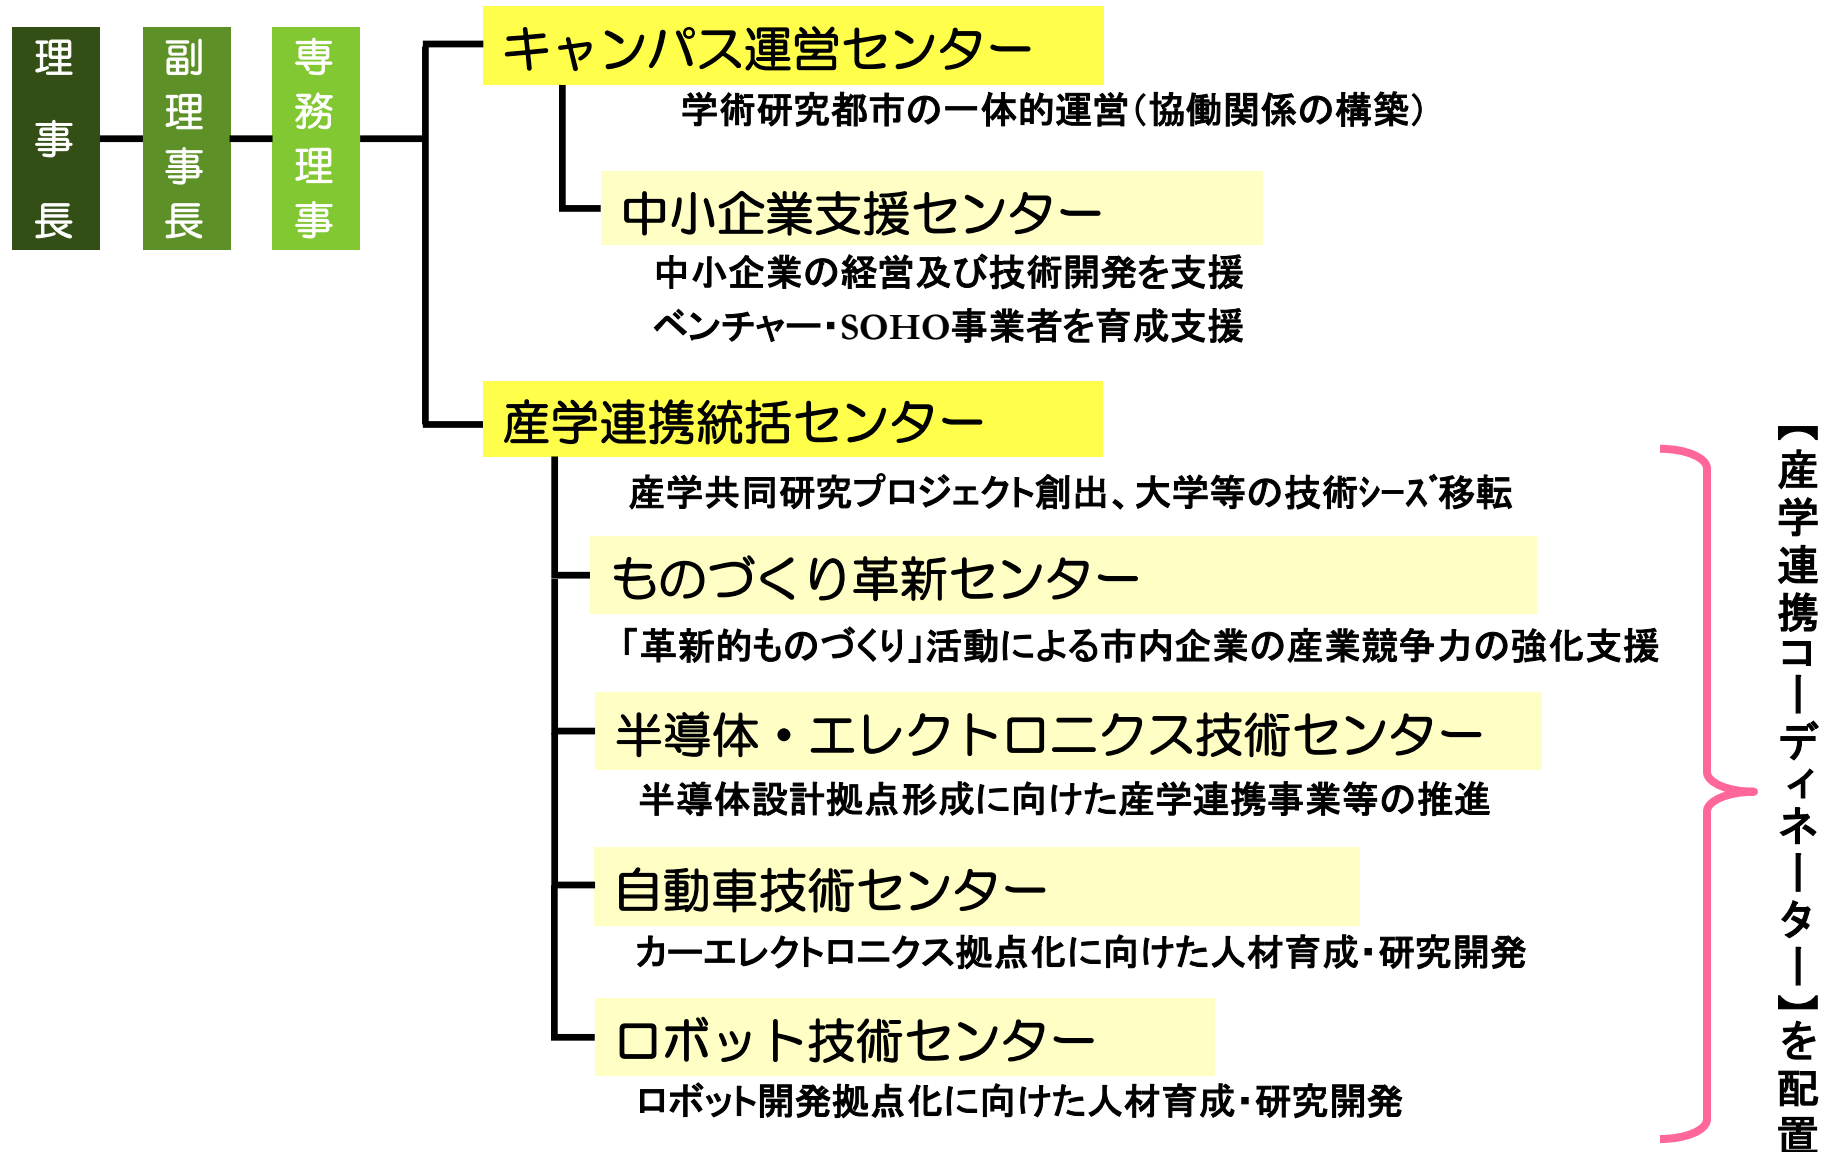 理事長
副理事長
専務理事
キャンパス運営センター
学術研究都市の一体的運営（協働関係の構築）
中小企業支援センター
中小企業の経営及び技術開発を支援
ベンチャー・SOHO事業者を育成支援
産学連携統括センター
産学共同研究プロジェクト創出、大学等の技術ｼｰｽﾞ移転
ものづくり革新センター
「革新的ものづくり」活動による市内企業の産業競争力の強化支援
半導体・エレクトロニクス技術センター
半導体設計拠点形成に向けた産学連携事業等の推進
自動車技術センター
カーエレクトロニクス拠点化に向けた人材育成・研究開発
ロボット技術センター
ロボット開発拠点化に向けた人材育成・研究開発
【産学連携コーディネーター】を配置